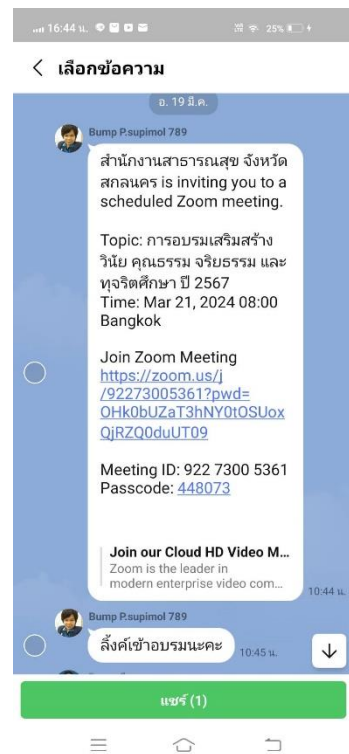 16:44 น.
25%
เลือกข้อความ
อ. 19 มี.ค.
Bump P.supimol 789
สำนักงานสาธารณสุข จังหวัด
สกลนคร is inviting you to a
scheduled Zoom meeting.
Topic: การอบรมเสริมสร้าง
วินัย คุณธรรม จริยธรรม และ
ทุจริตศึกษา ปี 2567
Time: Mar 21, 2024 08:00
Bangkok
Join Zoom Meeting
https://zoom.us/j
/92273005361?pwd=
OHk0bUZaT3hNY0tOSUox
QjRZQ0duUT09
Meeting ID: 922 7300 5361
Passcode: 448073
Join our Cloud HD Video M...
Zoom is the leader in
modern enterprise video com...
10:44 น.
Bump P.supimol 789
ลิ้งค์เข้าอบรมนะคะ
10:45 น.
แชร์ (1)